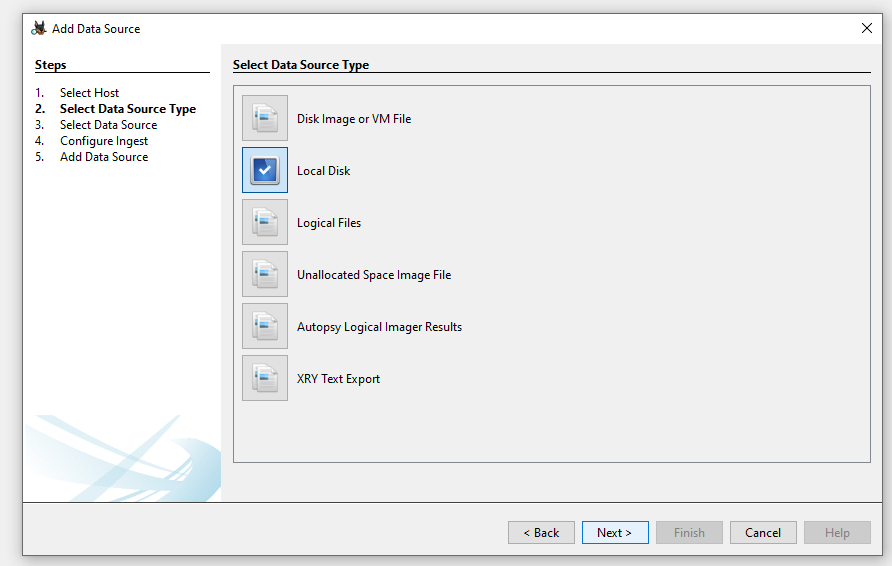 Add Data Source
Steps
1. Select Host
2. Select Data Source Type
3. Select Data Source
4. Configure Ingest
5. Add Data Source
Select Data Source Type
Disk Image or VM File
Local Disk
Logical Files
Unallocated Space Image File
Autopsy Logical Imager Results
XRY Text Export
< Back Next > Finish Cancel Help